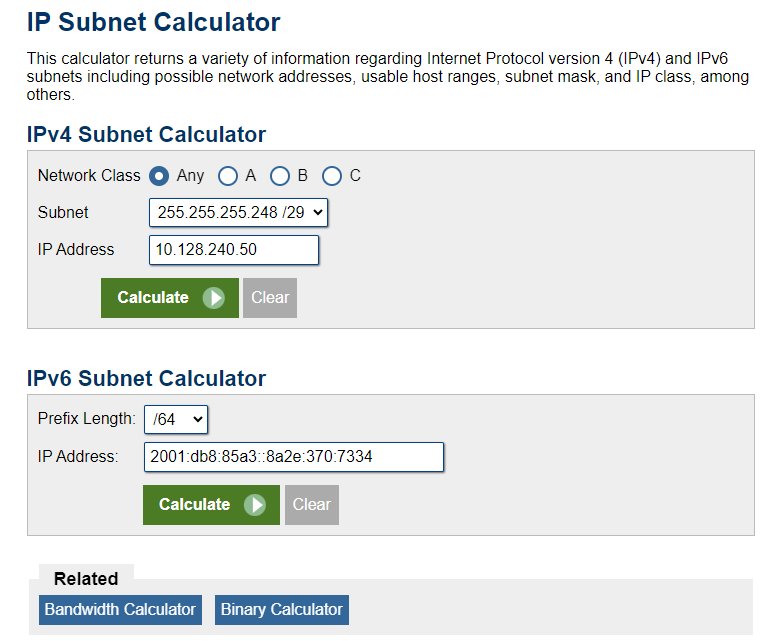 IP Subnet Calculator
This calculator returns a variety of information regarding Internet Protocol version 4 (IPv4) and IPv6
subnets including possible network addresses, usable host ranges, subnet mask, and IP class, among
others.
IPv4 Subnet Calculator
Network Class Any A B C
Subnet 255.255.255.248 /29
IP Address 10.128.240.50
Calculate Clear
IPv6 Subnet Calculator
Prefix Length: /64
IP Address: 2001:db8:85a3::8a2e:370:7334
Calculate Clear
Related
Bandwidth Calculator Binary Calculator